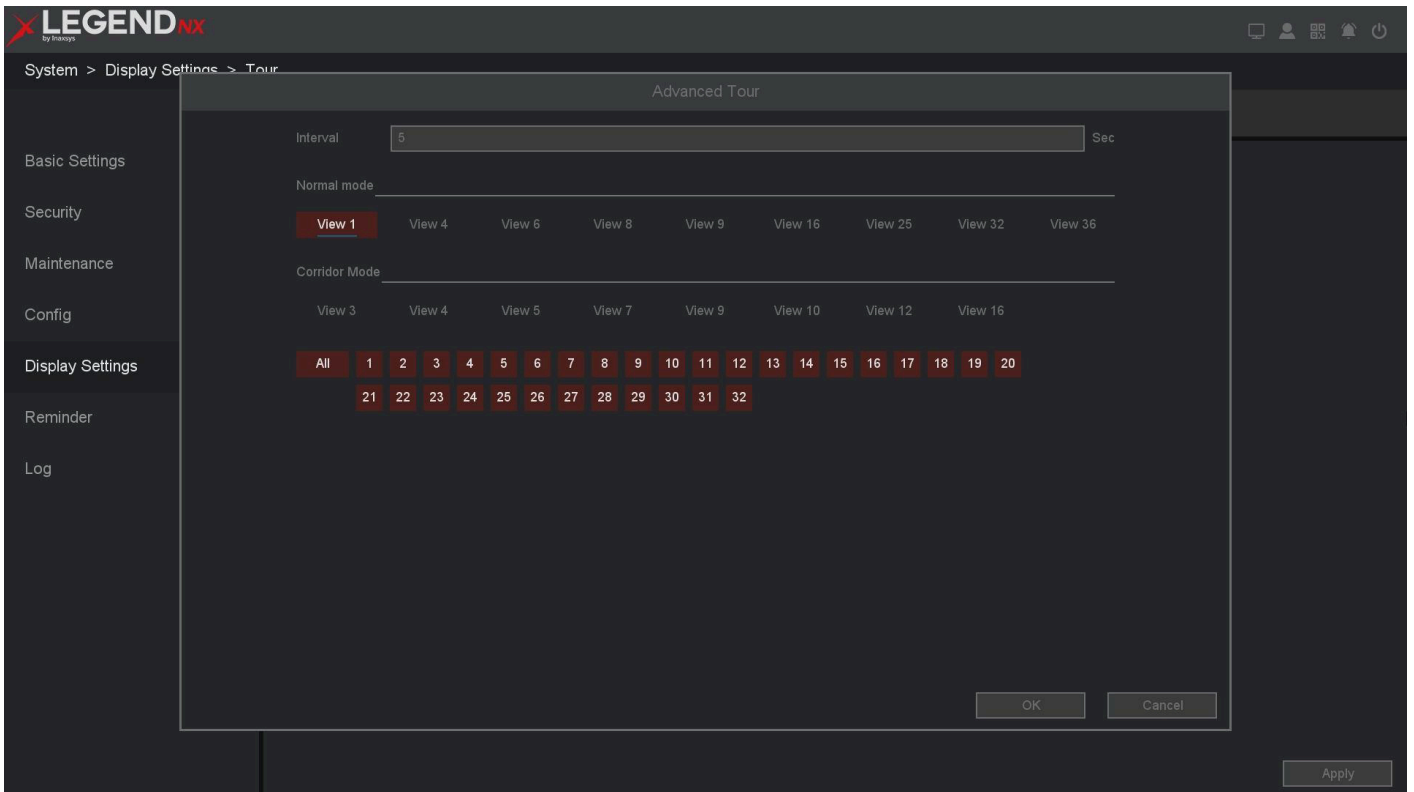 LEGEND NX
by Inaxsys
System > Display Settings > Tour
Advanced Tour
Interval 5 Sec
Basic Settings
Normal mode
Security
View 1 View 4 View 6 View 8 View 9 View 16 View 25 View 32 View 36
Maintenance
Corridor Mode
Config
View 3 View 4 View 5 View 7 View 9 View 10 View 12 View 16
Display Settings
All 1 2 3 4 5 6 7 8 9 10 11 12 13 14 15 16 17 18 19 20
21 22 23 24 25 26 27 28 29 30 31 32
Reminder
Log
OK Cancel
Apply